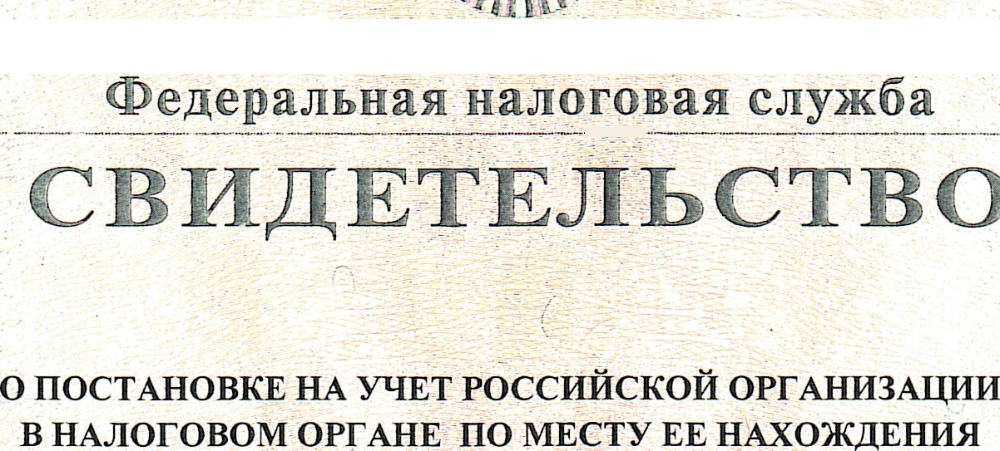 Федеральная налоговая служба
СВИДЕТЕЛЬСТВО
О ПОСТАНОВКЕ НА УЧЕТ РОССИЙСКОЙ ОРГАНИЗАЦИИ
В НАЛОГОВОМ ОРГАНЕ ПО МЕСТУ ЕЕ НАХОЖДЕНИЯ